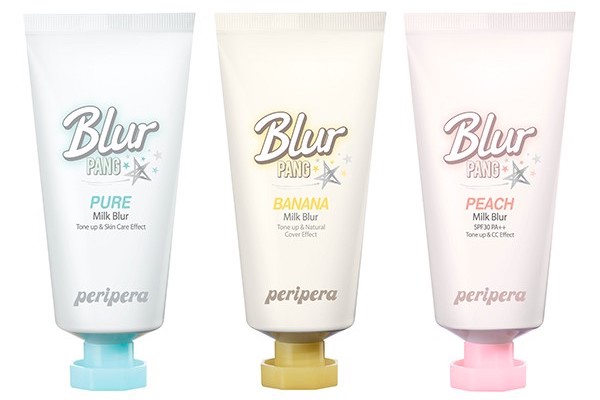 Blur
PANG
PURE
Milk Blur
Tone up & Skin Care Effect
peripera
Blur
PANG
BANANA
Milk Blur
Tone up & Natural
Cover Effect
peripera
Blur
PANG
PEACH
Milk Blur
SPF30 PA++
Tone up & CC Effect
peripera